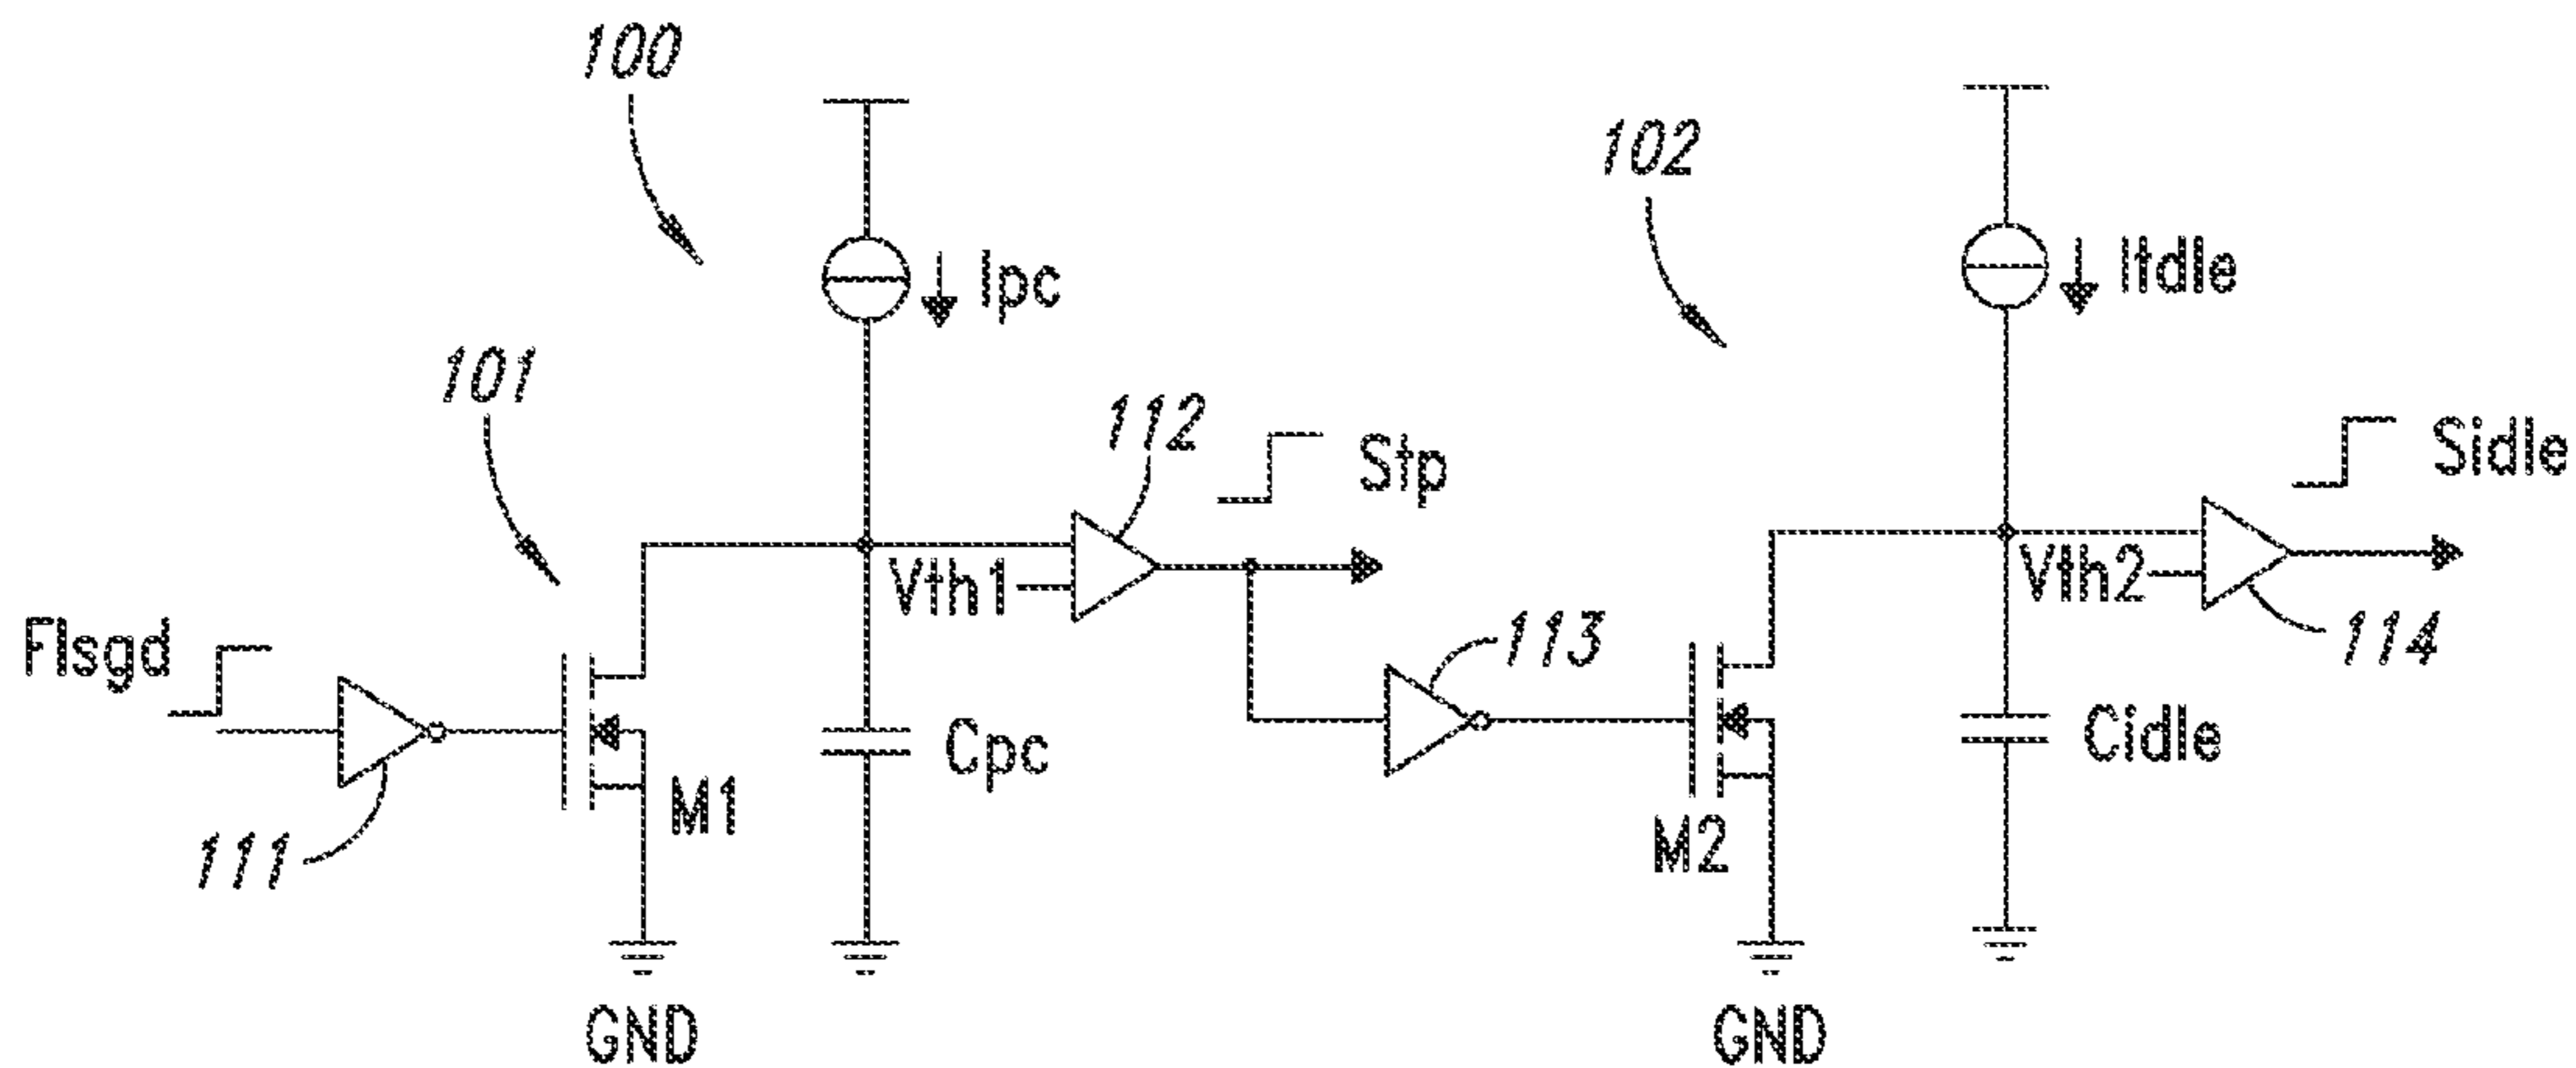 100
102
Ipc
Itdle
101
112
Stp
Sidle
Vth1
Vth2
Flsgd
113
114
M1
Cpc
M2
Cidle
111
GND
GND